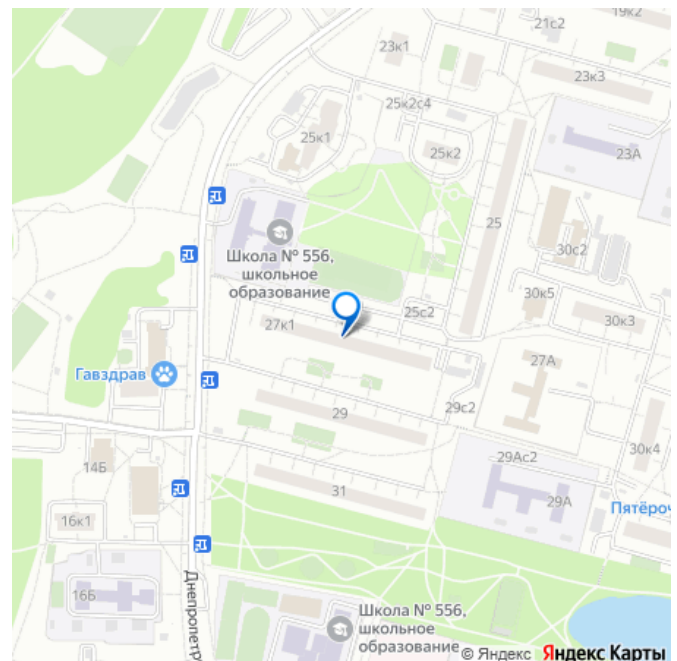 19к2
21с2
23к1
23к3
25к2с4
25к1
25к2
23А
25
30с2
Школа № 556,
школьное
образование
30к5
25с2
30к3
27к1
27А
Гавздрав
29
29с2
30к4
14Б
29Ас2
31
29А
Пятёроч
16к1
Днепропетр
16Б
Школа № 556,
школьное
образование
© Яндекс Яндекс Карты